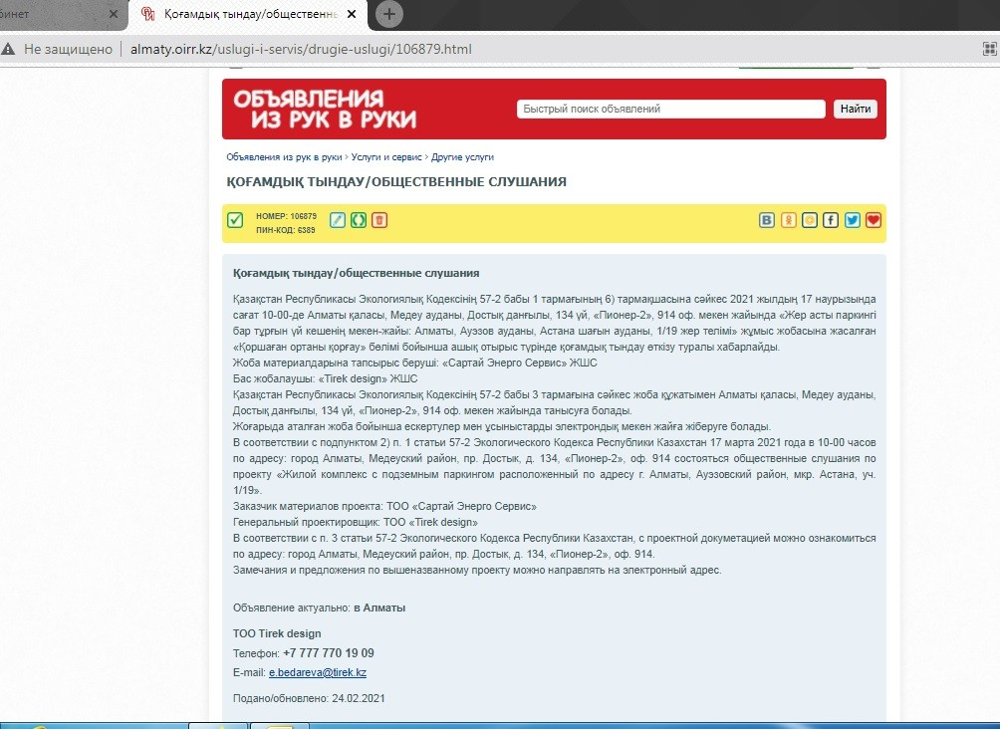 бинет
Қоғамдық тындау/общественнь
Не защищено
almaty.oirr.kz/uslugi-i-servis/drugie-uslugi/106879.html
ОБЪЯВЛЕНИЯ
ИЗ РУК В РУКИ
Быстрый поиск объявлений
Найти
Объявления из рук в руки › Услуги и сервис › Другие услуги
ҚОҒАМДЫҚ ТЫНДАУ/ОБЩЕСТВЕННЫЕ СЛУШАНИЯ
НОМЕР: 106879
ПИН-КОД: 5389
Қоғамдық тындау/общественные слушания
Қазақстан Республикасы Экологиялық Кодексінің 57-2 бабы 1 тармағының 6) тармақшасына сәйкес 2021 жылдың 17 наурызында
сағат 10-00-де Алматы қаласы, Медеу ауданы, Достық даңғылы, 134 үй, «Пионер-2», 914 оф. мекен жайында «Жер асты паркингі
бар тұрғын үй кешенің мекен-жайы: Алматы, Ауэзов ауданы, Астана шағын ауданы, 1/19 жер телімі» жұмыс жобасына жасалған
«Қоршаған ортаны қорғау» бөлімі бойынша ашық отырыс түрінде қоғамдық тындау өткізу туралы хабарлайды.
Жоба материалдарына тапсырыс беруші: «Сартай Энерго Сервис» ЖШС
Бас жобалаушы: «Tirek design» ЖШС
Қазақстан Республикасы Экологиялық Кодексінің 57-2 бабы 3 тармағына сәйкес жоба құжатымен Алматы қаласы, Медеу ауданы,
Достық даңғылы, 134 үй, «Пионер-2», 914 оф. мекен жайында танысуға болады.
Жоғарыда аталған жоба бойынша ескертулер мен ұсыныстарды электрондық мекен жайға жіберуге болады.
В соответствии с подпунктом 2) п. 1 статьи 57-2 Экологического Кодекса Республики Казахстан 17 марта 2021 года в 10-00 часов
по адресу: город Алматы, Медеуский район, пр. Достык, д. 134, «Пионер-2», оф. 914 состояться общественные слушания по
проекту «Жилой комплекс с подземным паркингом расположенный по адресу г. Алматы, Ауэзовский район, мкр. Астана, уч.
1/19».
Заказчик материалов проекта: ТОО «Сартай Энерго Сервис»
Генеральный проектировщик: ТОО «Tirek design»
В соответствии с п. 3 статьи 57-2 Экологического Кодекса Республики Казахстан, с проектной докуметацией можно ознакомиться
по адресу: город Алматы, Медеуский район, пр. Достык, д. 134, «Пионер-2», оф. 914.
Замечания и предложения по вышеназванному проекту можно направлять на электронный адрес.
Объявление актуально: в Алматы
ТОО Tirek design
Телефон: +7 777 770 19 09
E-mail: e.bedareva@tirek.kz
Подано/обновлено: 24.02.2021